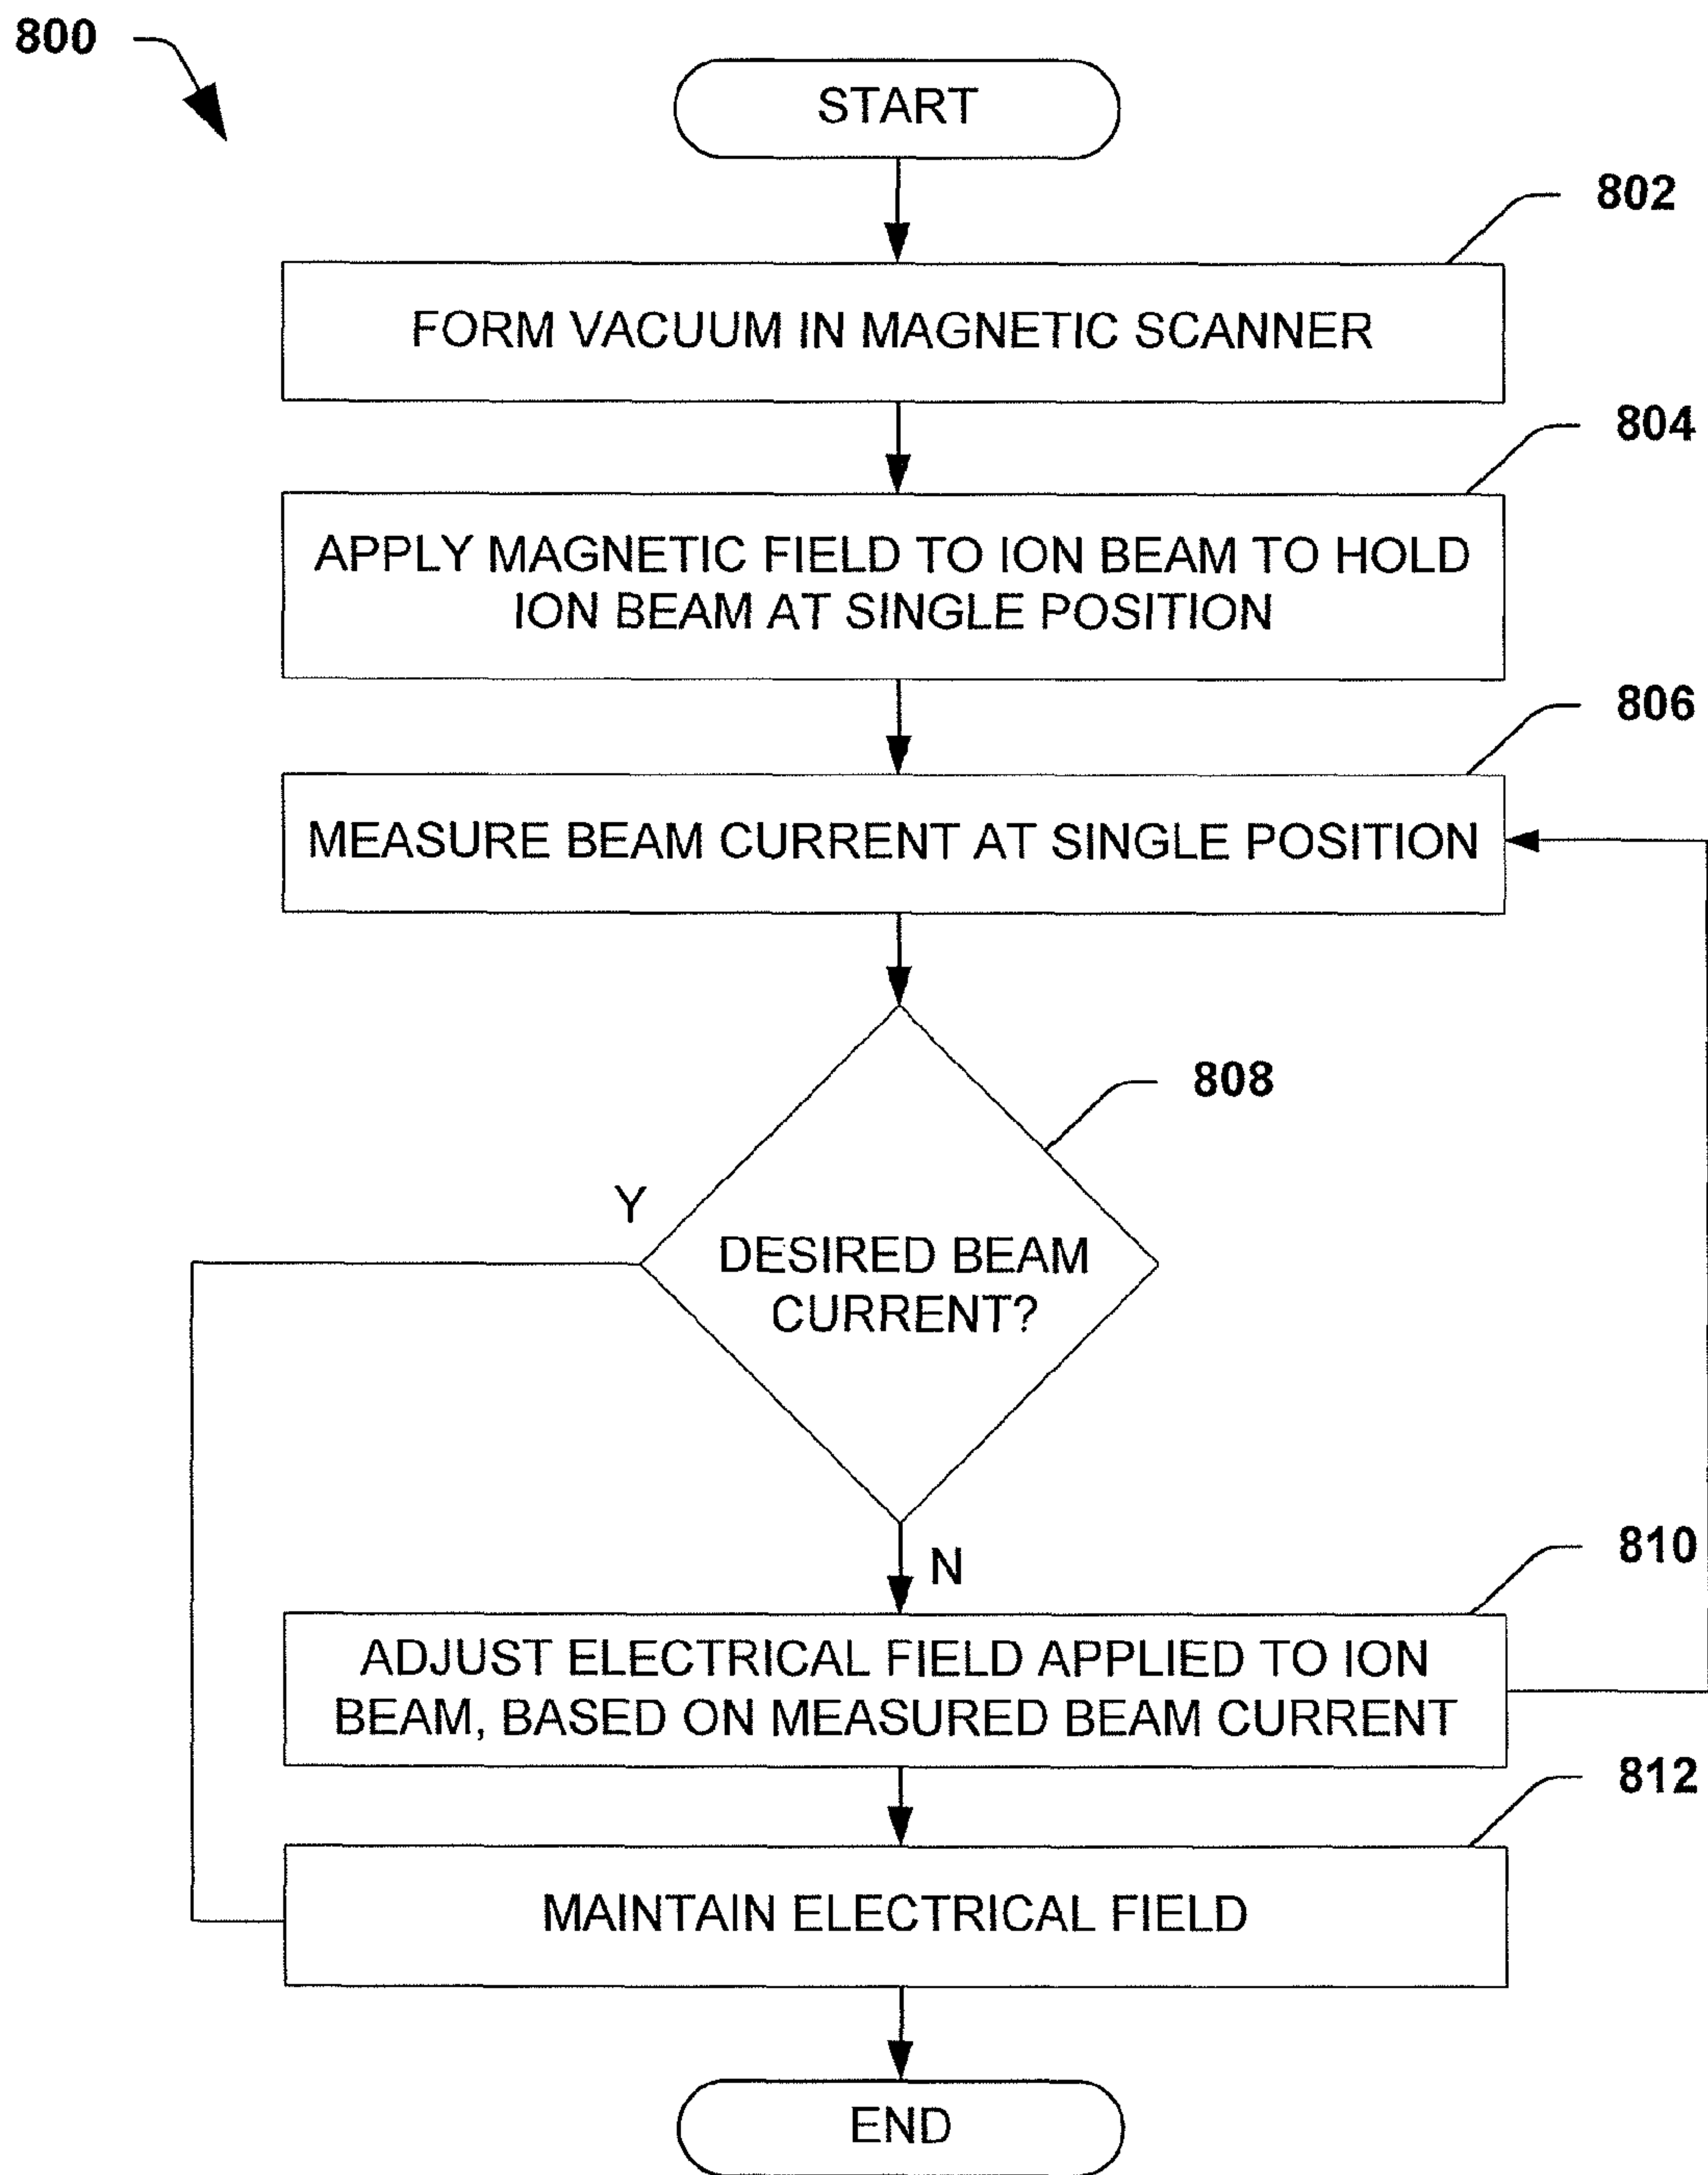 800
START
802
FORM VACUUM IN MAGNETIC SCANNER
804
APPLY MAGNETIC FIELD TO ION BEAM TO HOLD
ION BEAM AT SINGLE POSITION
806
MEASURE BEAM CURRENT AT SINGLE POSITION
808
Y
DESIRED BEAM
CURRENT?
N
810
ADJUST ELECTRICAL FIELD APPLIED TO ION
BEAM, BASED ON MEASURED BEAM CURRENT
812
MAINTAIN ELECTRICAL FIELD
END